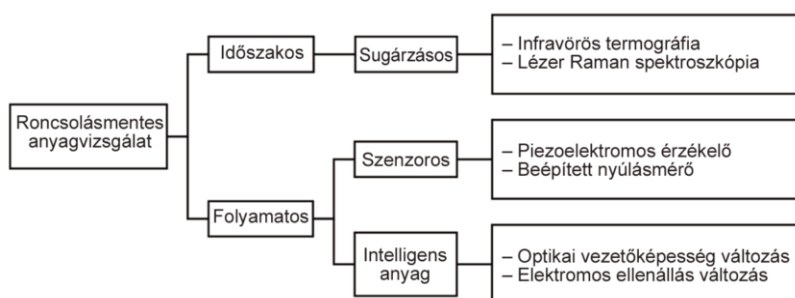 Roncsolásmentes
anyagvizsgálat
Időszakos
Sugárzásos
– Infravörös termográfia
– Lézer Raman spektroszkópia
Folyamatos
Szenzoros
– Piezoelektromos érzékelő
– Beépített nyúlásmérő
Intelligens
anyag
– Optikai vezetőképesség változás
– Elektromos ellenállás változás